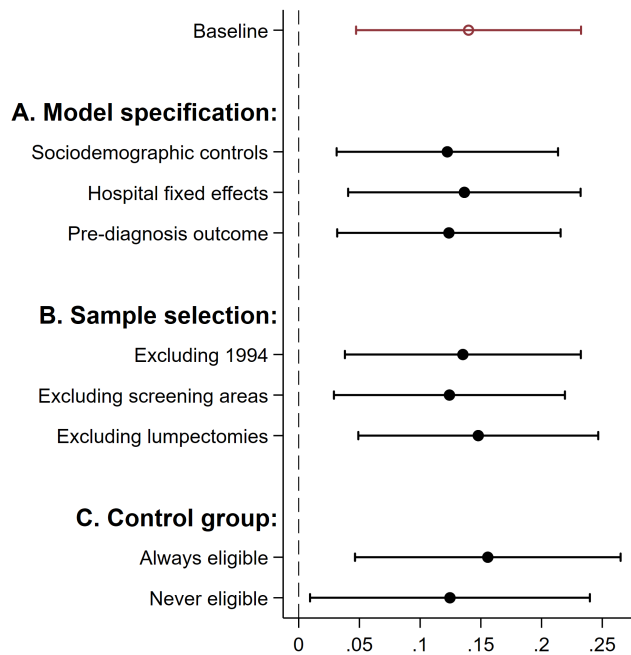 Baseline
A. Model specification:
Sociodemographic controls
Hospital fixed effects
Pre-diagnosis outcome
B. Sample selection:
Excluding 1994
Excluding screening areas
Excluding lumpectomies
C. Control group:
Always eligible
Never eligible
0 .05 .1 .15 .2 .25